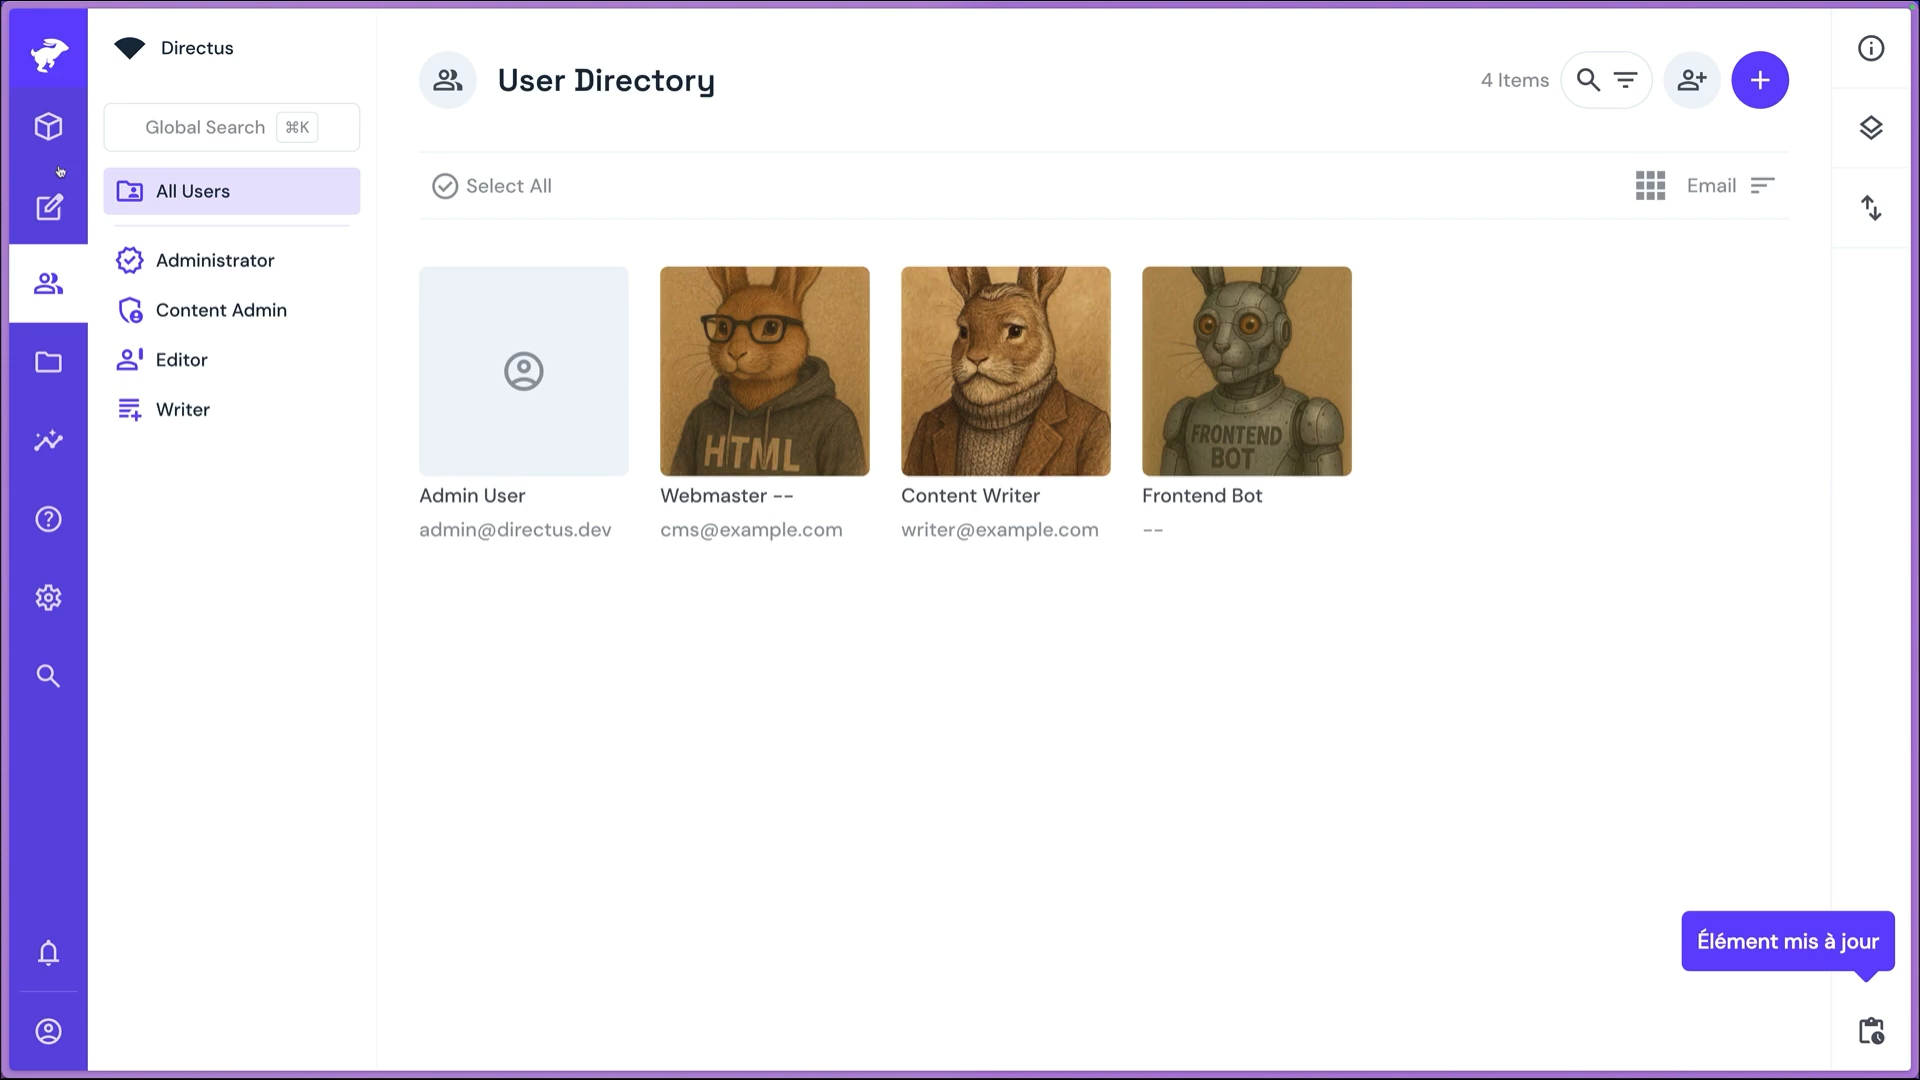 Directus
Global Search ⌘K
All Users
Administrator
Content Admin
Editor
Writer
User Directory
4 Items
Select All
Email
HTML
FRONTEND
BOT
Admin User
admin@directus.dev
Webmaster --
cms@example.com
Content Writer
writer@example.com
Frontend Bot
--
Élément mis à jour